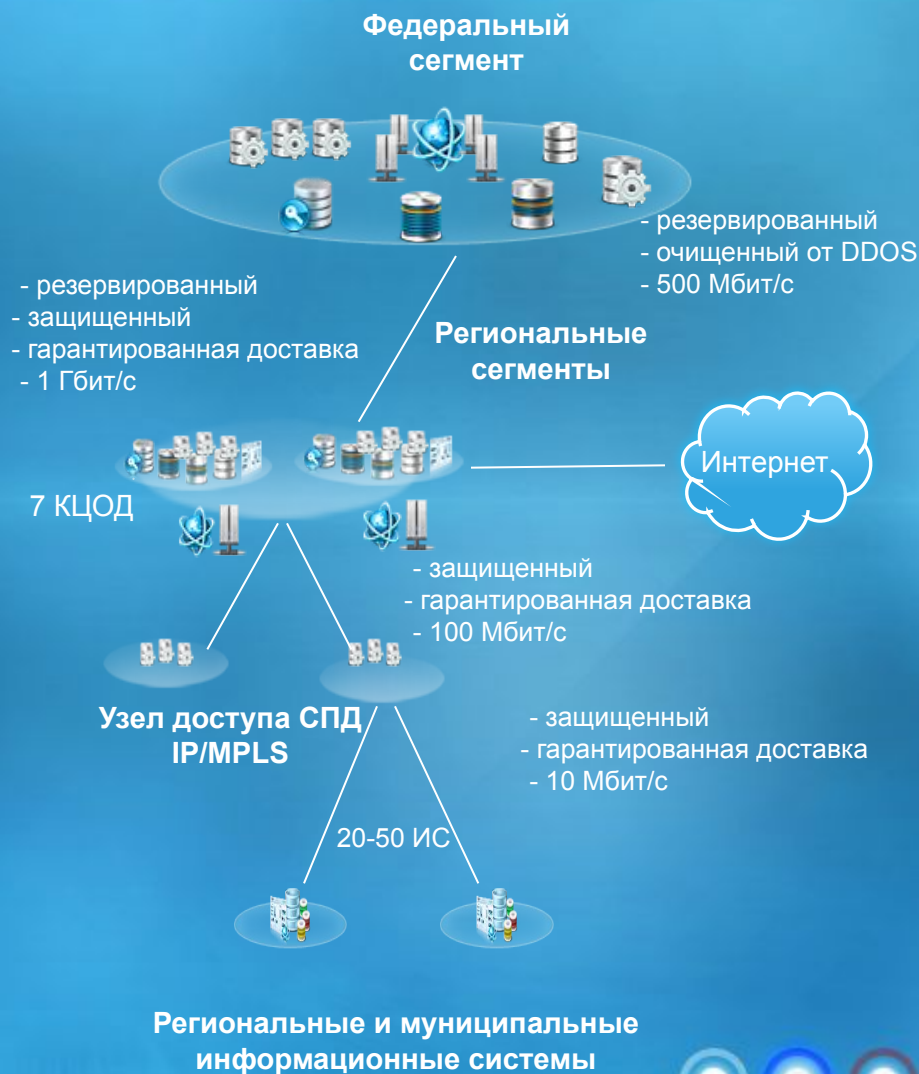 Федеральный
сегмент
- резервированный
- очищенный от DDOS
- 500 Мбит/с
- резервированный
- защищенный
- гарантированная доставка
- 1 Гбит/с
Региональные
сегменты
Интернет
7 КЦОД
- защищенный
- гарантированная доставка
- 100 Мбит/с
Узел доступа СПД
IP/MPLS
- защищенный
- гарантированная доставка
- 10 Мбит/с
20-50 ИС
Региональные и муниципальные
информационные системы